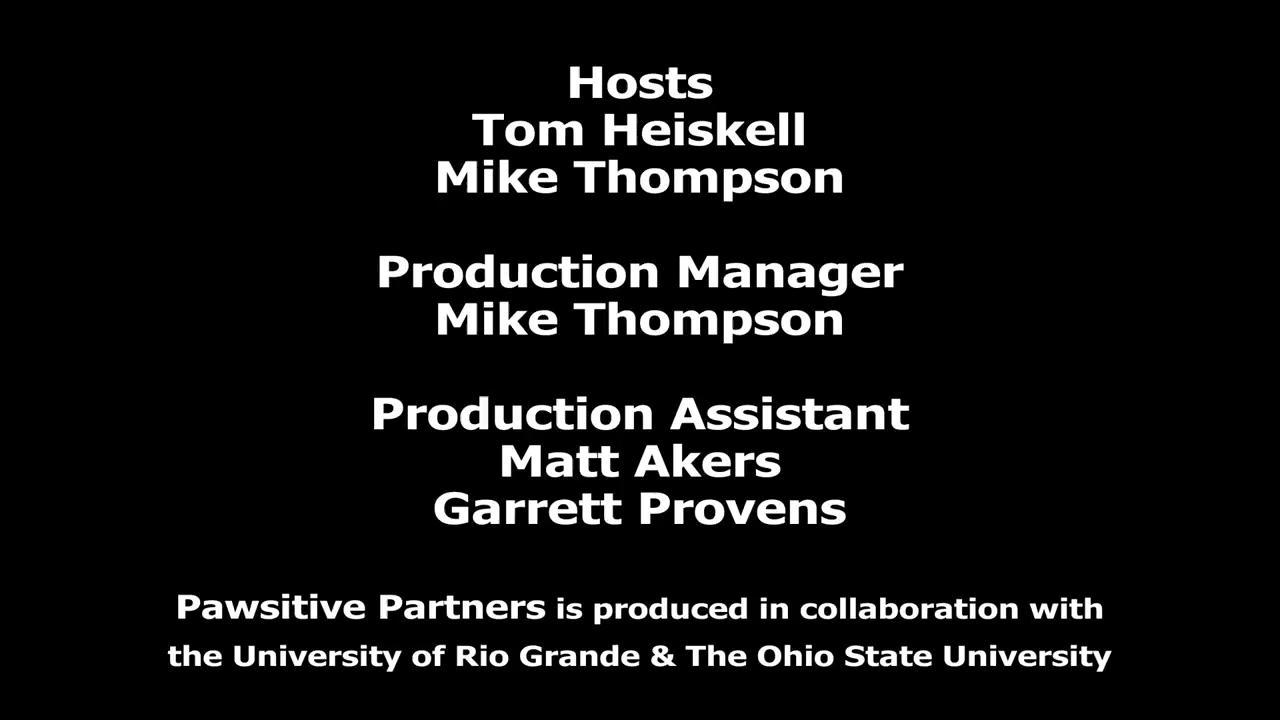 Hosts
Tom Heiskell
Mike Thompson
Production Manager
Mike Thompson
Production Assistant
Matt Akers
Garrett Provens
Pawsitive Partners is produced in collaboration with
the University of Rio Grande & The Ohio State University